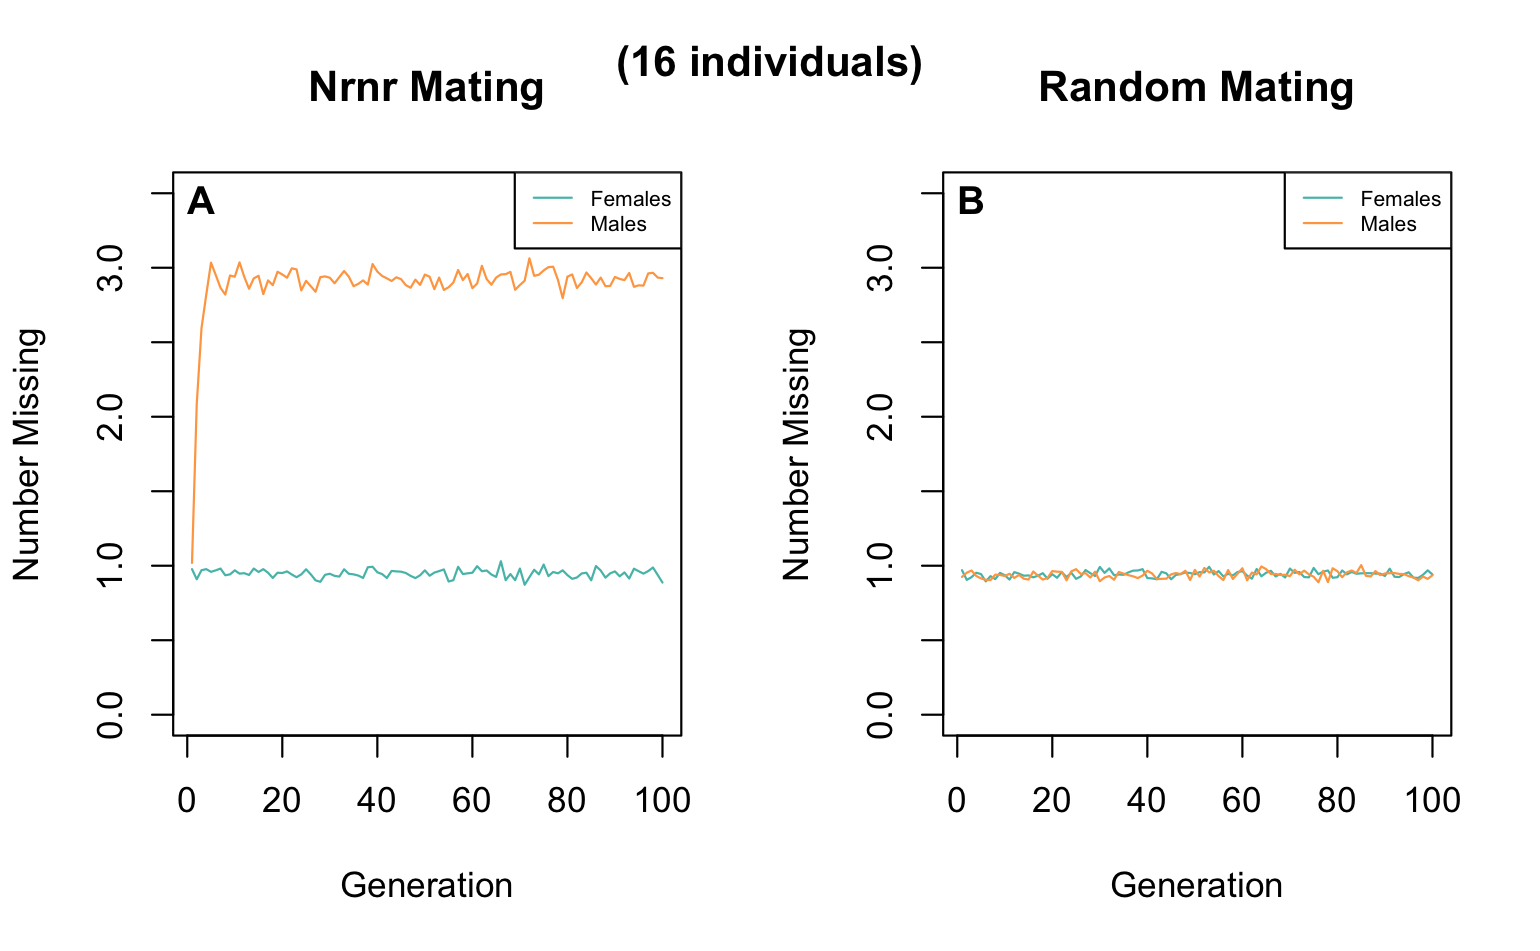 (16 individuals)
Nrnr Mating
Random Mating
A
Females
Males
Number Missing
3.0
2.0
1.0
0.0
0 20 40 60 80 100
Generation
B
Females
Males
Number Missing
3.0
2.0
1.0
0.0
0 20 40 60 80 100
Generation